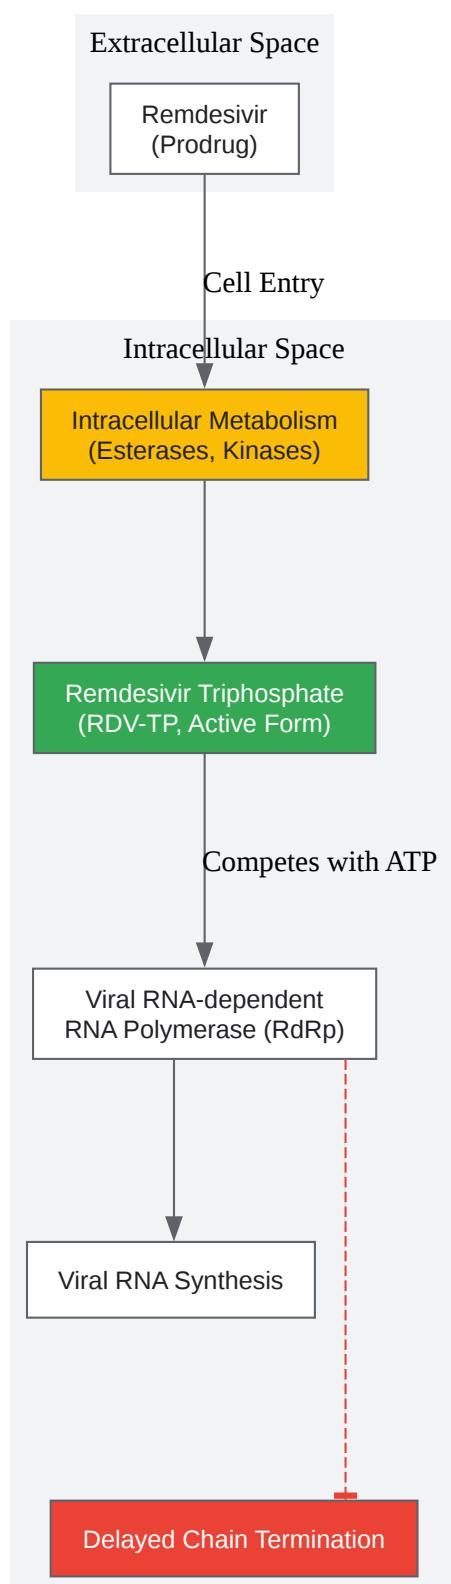 Extracellular Space
Remdesivir
(Prodrug)
Cell Entry
Intracellular Space
Intracellular Metabolism
(Esterases, Kinases)
Remdesivir Triphosphate
(RDV-TP, Active Form)
Competes with ATP
Viral RNA-dependent
RNA Polymerase (RdRp)
Viral RNA Synthesis
Delayed Chain Termination